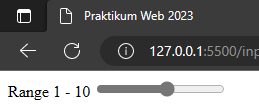 Praktikum Web 2023
127.0.0.1:5500/inp
Range 1 - 10